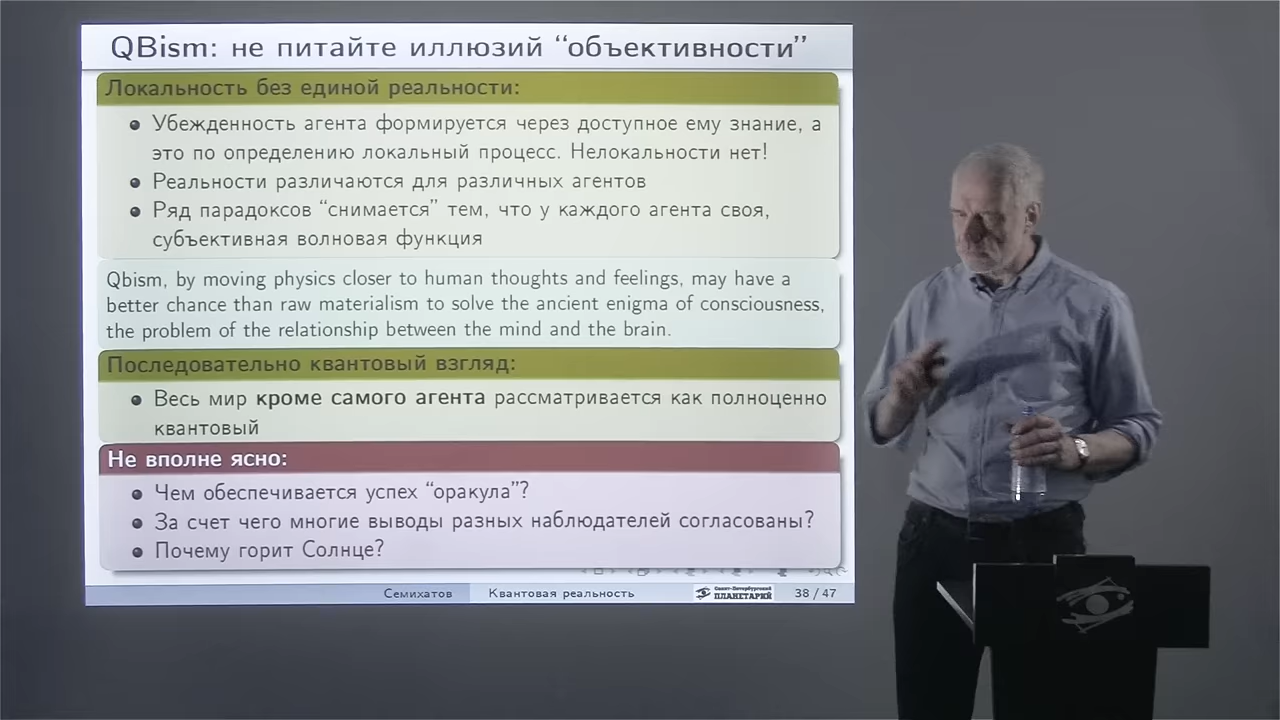 QBism: не питайте иллюзий “объективности”
Локальность без единой реальности:
Убежденность агента формируется через доступное ему знание, а
это по определению локальный процесс. Нелокальности нет!
Реальности различаются для различных агентов
Ряд парадоксов “снимается” тем, что у каждого агента своя,
субъективная волновая функция
Qbism, by moving physics closer to human thoughts and feelings, may have a
better chance than raw materialism to solve the ancient enigma of consciousness,
the problem of the relationship between the mind and the brain.
Последовательно квантовый взгляд:
Весь мир кроме самого агента рассматривается как полноценно
квантовый
Не вполне ясно:
Чем обеспечивается успех “оракула”?
За счет чего многие выводы разных наблюдателей согласованы?
Почему горит Солнце?
Семихатов
Квантовая реальность
Санкт-Петербургский
ПЛАНЕТАРИЙ
38 / 47